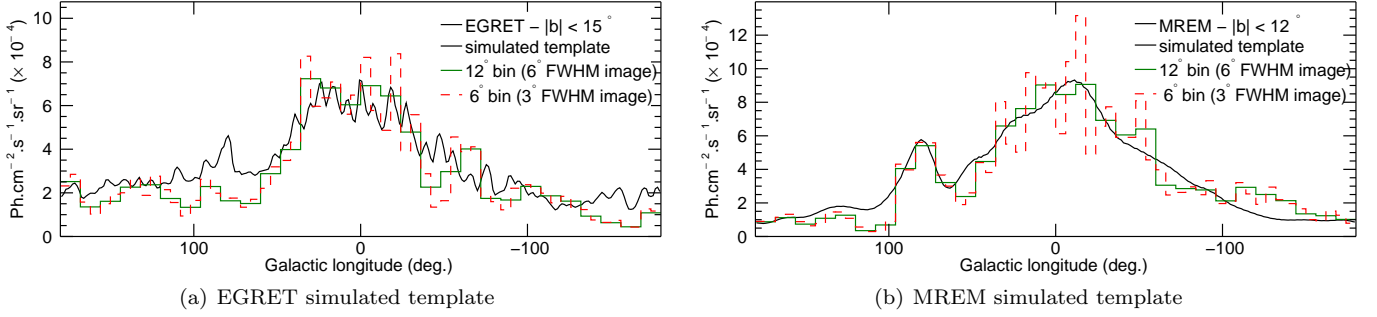 Ph.cm⁻².s⁻¹.sr⁻¹ (× 10⁻⁴)
10
8
6
4
2
0
EGRET − |b| < 15 °
simulated template
12° bin (6° FWHM image)
6° bin (3° FWHM image)
100
0
−100
Galactic longitude (deg.)
(a) EGRET simulated template
Ph.cm⁻².s⁻¹.sr⁻¹ (× 10⁻⁴)
12
10
8
6
4
2
0
MREM − |b| < 12 °
simulated template
12° bin (6° FWHM image)
6° bin (3° FWHM image)
100
0
−100
Galactic longitude (deg.)
(b) MREM simulated template